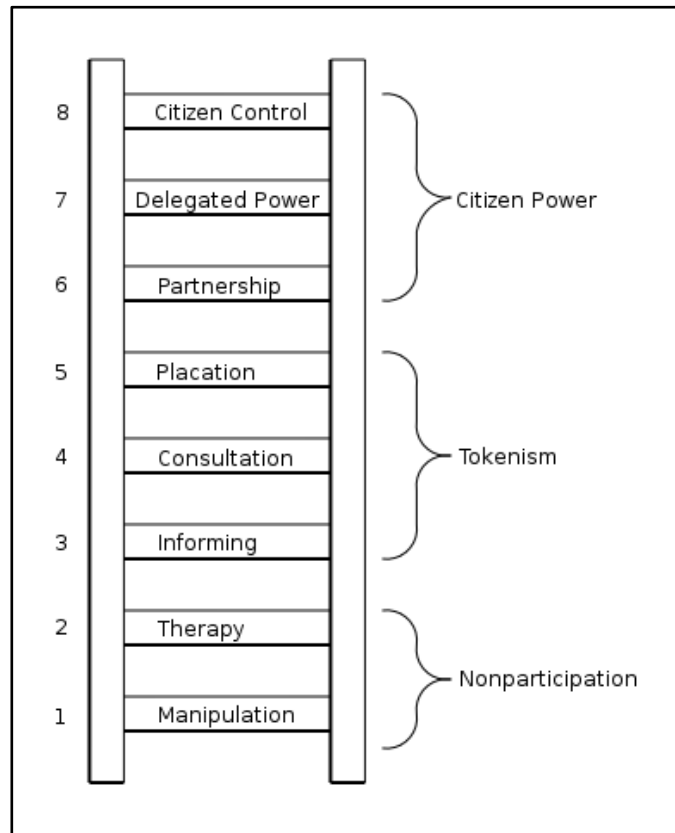 8 Citizen Control
7 Delegated Power
Citizen Power
6 Partnership
5 Placation
4 Consultation
Tokenism
3 Informing
2 Therapy
Nonparticipation
1 Manipulation